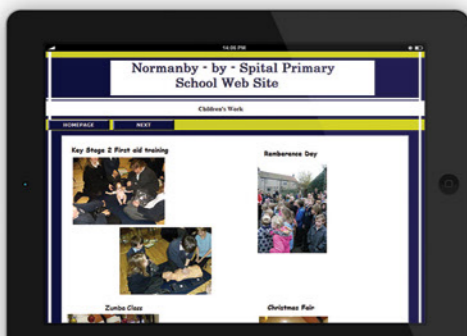 14:06 PM
Normanby - by - Spital Primary
School Web Site
Children's Work
HOMEPAGE NEXT
Key Stage 2 First aid training
Remberence Day
Zumba Class
Christmas Fair